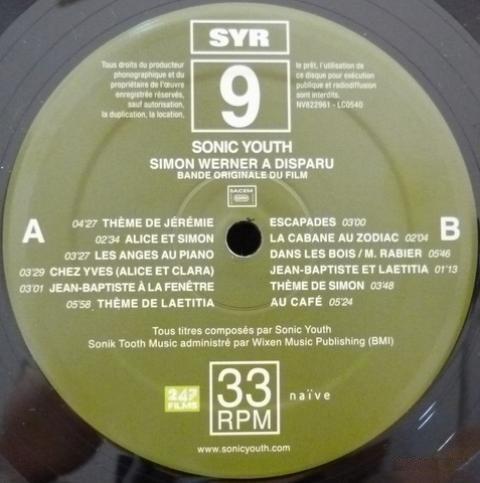 SYR
9
Tous droits du producteur
phonographique et du
propriétaire de l'œuvre
enregistrée réservés,
sauf autorisation,
la duplication, la location,
le prêt, l'utilisation de
ce disque pour exécution
publique et radiodiffusion
sont interdits.
NV822961 - LC0540
SONIC YOUTH
SIMON WERNER A DISPARU
BANDE ORIGINALE DU FILM
SACEM
A
04'27 THÈME DE JÉRÉMIE
02'34 ALICE ET SIMON
03'27 LES ANGES AU PIANO
03'29 CHEZ YVES (ALICE ET CLARA)
03'01 JEAN-BAPTISTE À LA FENÊTRE
05'58 THÈME DE LAETITIA
B
ESCAPADES 03'00
LA CABANE AU ZODIAC 02'04
DANS LES BOIS / M. RABIER 05'46
JEAN-BAPTISTE ET LAETITIA 01'13
THÈME DE SIMON 03'48
AU CAFÉ 05'24
Tous titres composés par Sonic Youth
Sonik Tooth Music administré par Wixen Music Publishing (BMI)
24·7
FILMS
33
RPM
naïve
www.sonicyouth.com